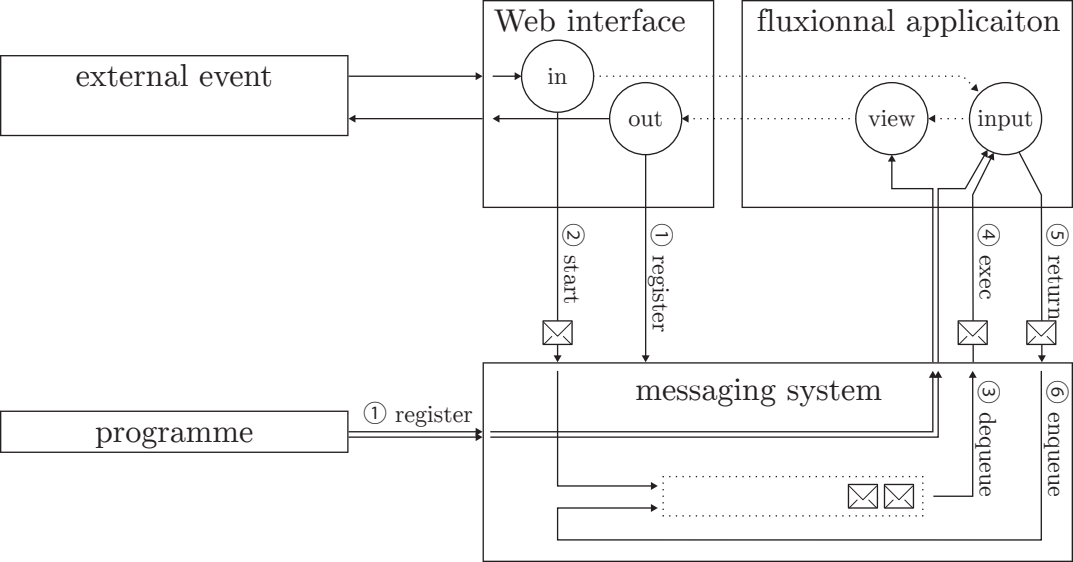 Web interface
fluxionnal applicaiton
external event
in
out
view
input
② start
① register
④ exec
⑤ return
messaging system
① register
programme
③ dequeue
⑥ enqueue